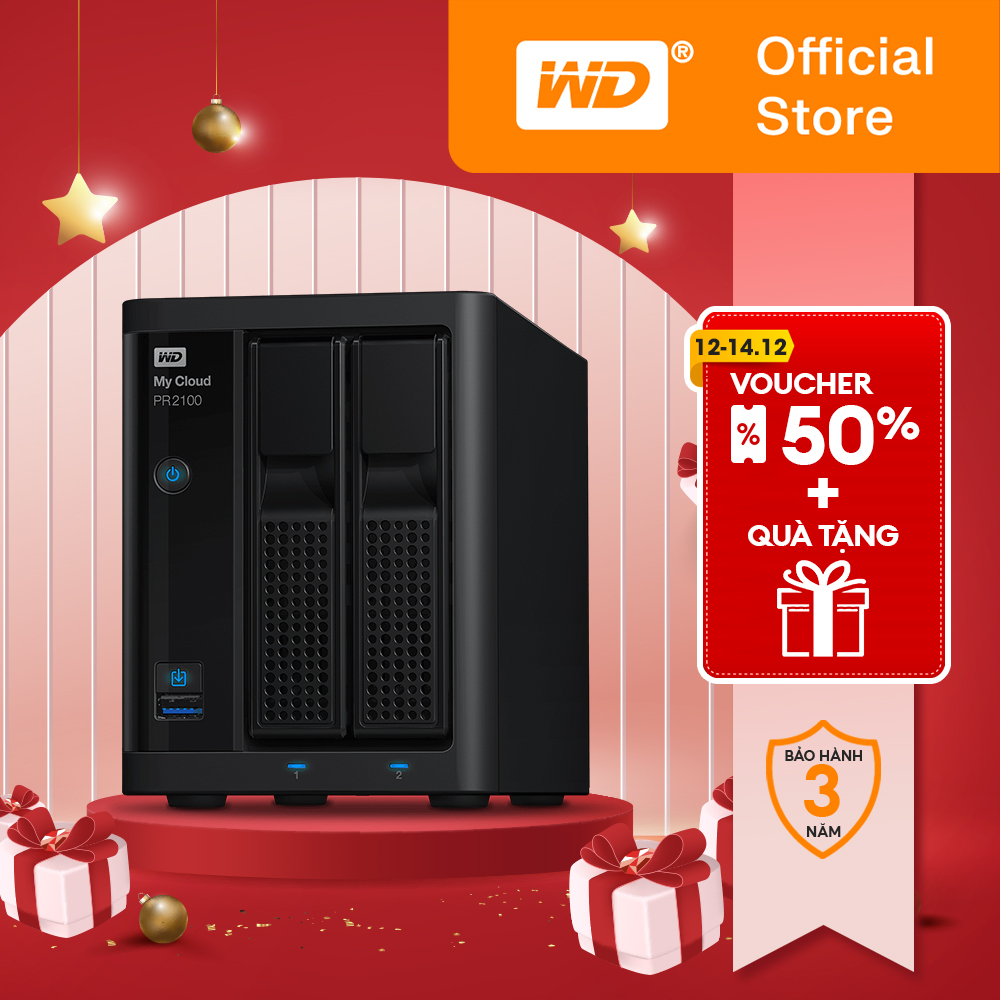 WD®
Official
Store
WD
My Cloud
PR2100
1
2
12-14.12
VOUCHER
% 50%
+
QUÀ TẶNG
BẢO HÀNH
3
NĂM